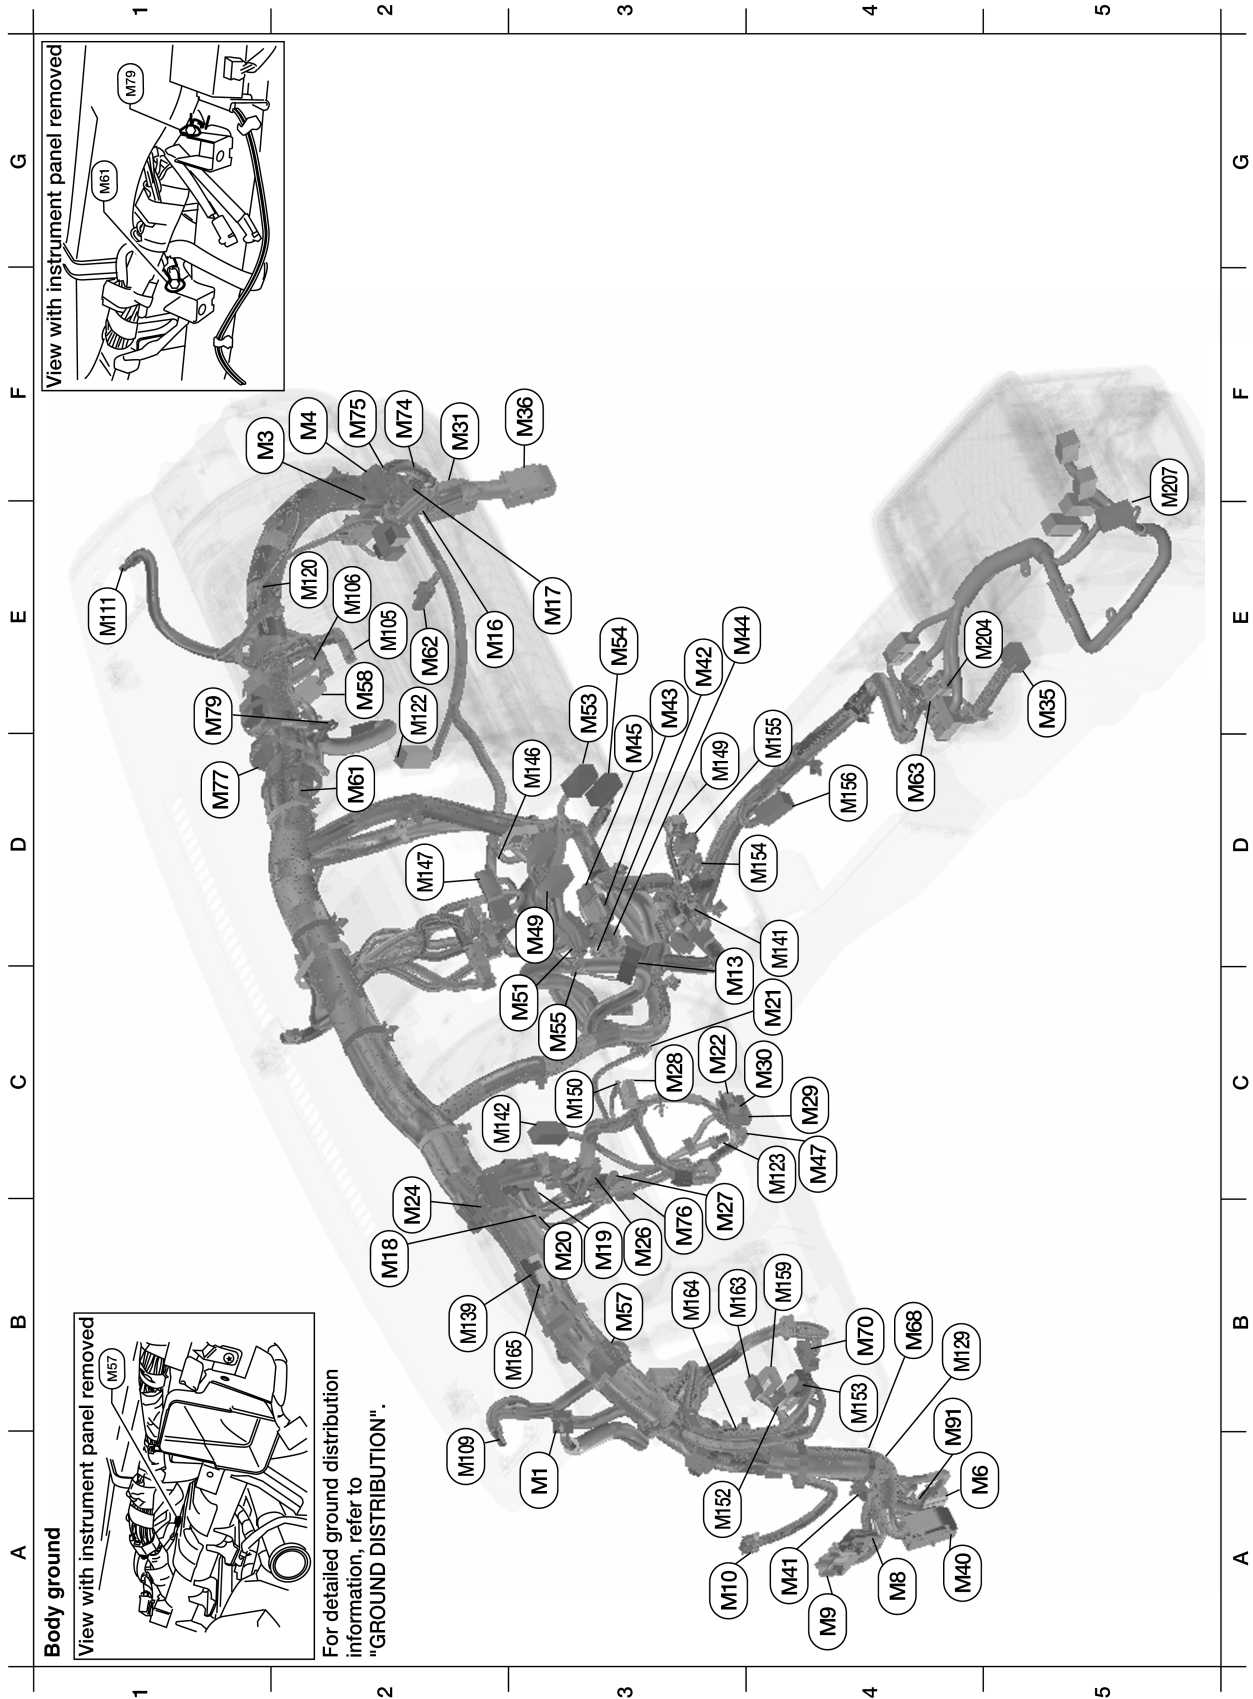 Body ground
View with instrument panel removed
M57
For detailed ground distribution
information, refer to
"GROUND DISTRIBUTION".
View with instrument panel removed
M61
M79
A
B
C
D
E
F
G
1
2
3
4
5
M109
M1
M139
M165
M18
M24
M20
M19
M26
M76
M27
M57
M142
M150
M28
M21
M22
M30
M29
M47
M123
M164
M163
M159
M70
M153
M68
M129
M91
M6
M40
M8
M9
M41
M10
M152
M51
M55
M49
M147
M146
M13
M141
M154
M155
M149
M45
M43
M42
M44
M53
M54
M156
M63
M204
M35
M207
M77
M79
M61
M58
M122
M105
M106
M120
M111
M62
M16
M17
M3
M4
M75
M74
M31
M36
1
2
3
4
5
A
B
C
D
E
F
G